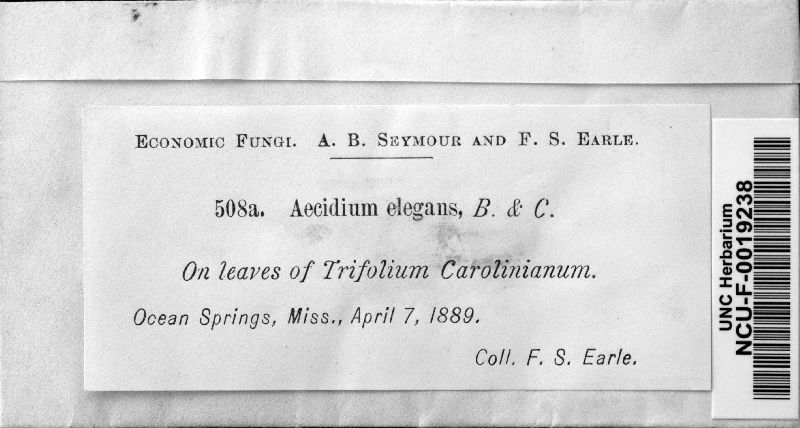 ECONOMIC FUNGI. A. B. SEYMOUR AND F. S. EARLE.
508a. Aecidium elegans, B. & C.
On leaves of Trifolium Carolinianum.
Ocean Springs, Miss., April 7, 1889.
Coll. F. S. Earle.
UNC Herbarium
NCU-F-0019238